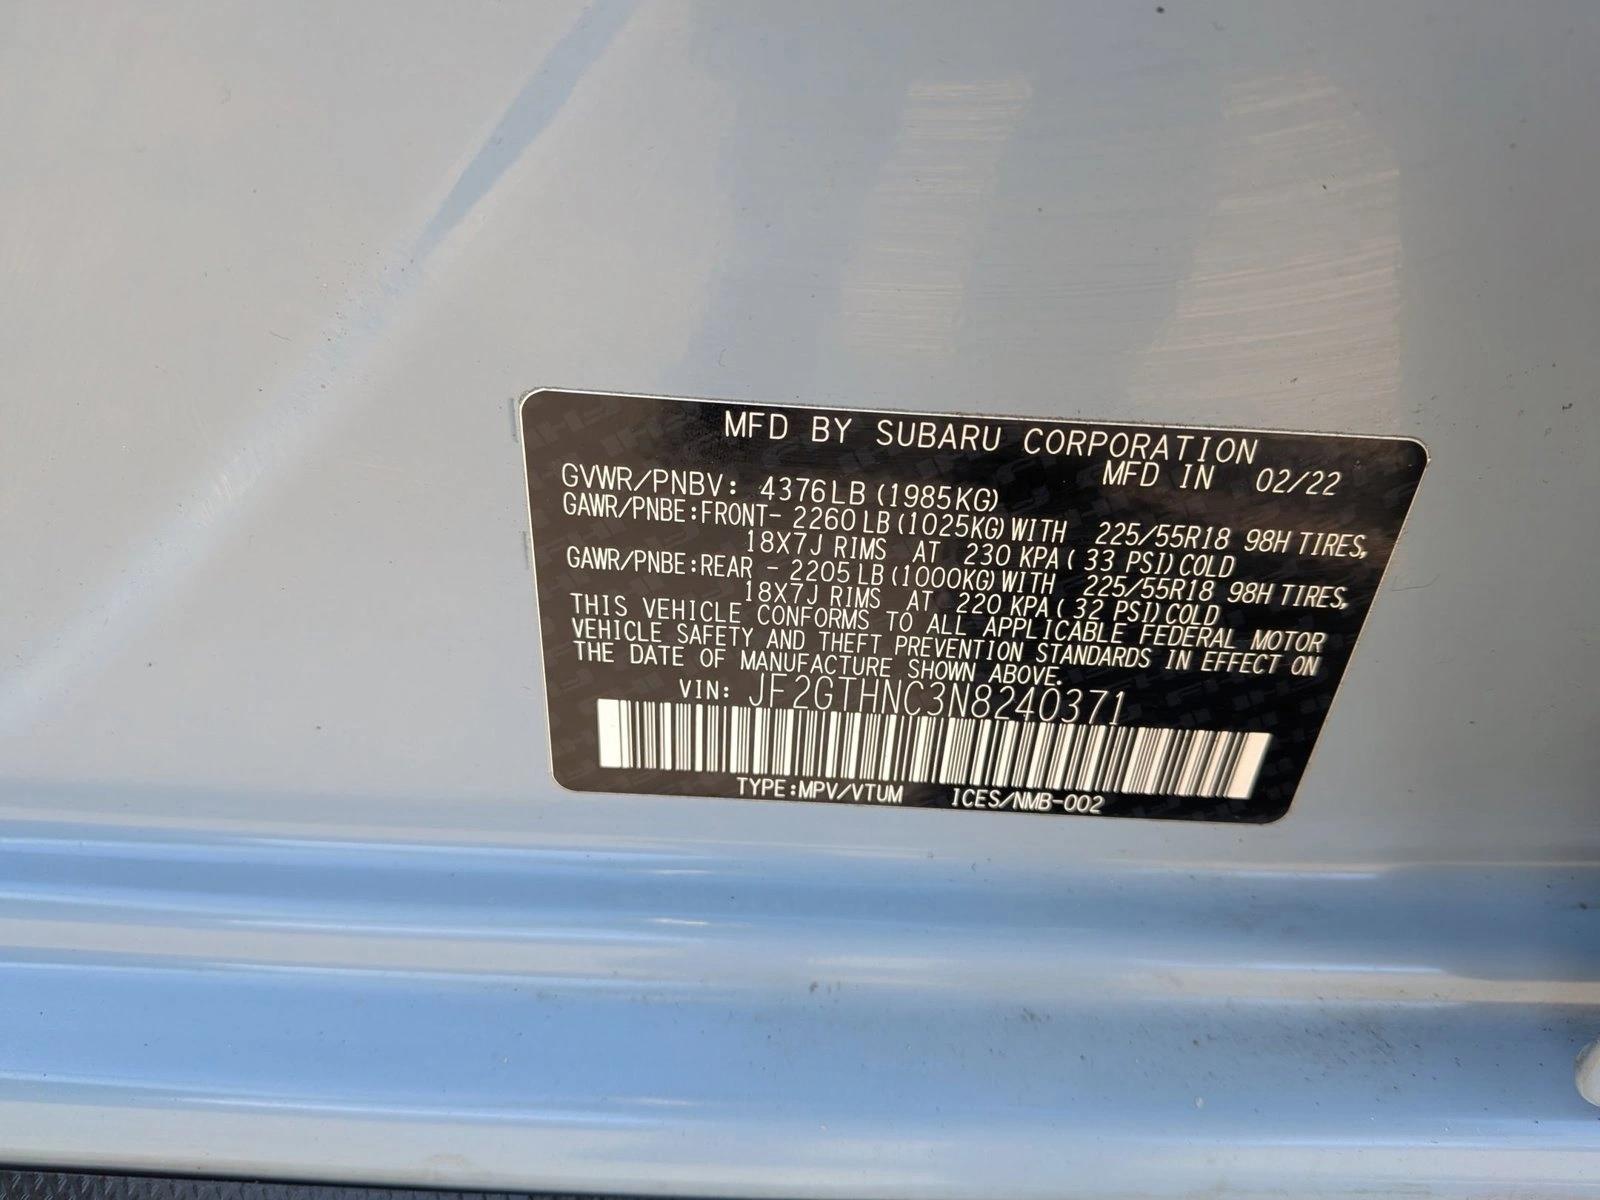 MFD BY SUBARU CORPORATION
MFD IN 02/22
GVWR/PNBV: 4376LB (1985KG)
GAWR/PNBE:FRONT- 2260 LB (1025KG) WITH 225/55R18 98H TIRES,
18X7J RIMS AT 230 KPA ( 33 PSI) COLD
GAWR/PNBE:REAR - 2205 LB (1000KG) WITH 225/55R18 98H TIRES,
18X7J RIMS AT 220 KPA ( 32 PSI) COLD
THIS VEHICLE CONFORMS TO ALL APPLICABLE FEDERAL MOTOR
VEHICLE SAFETY AND THEFT PREVENTION STANDARDS IN EFFECT ON
THE DATE OF MANUFACTURE SHOWN ABOVE.
VIN: JF2GTHNC3N8240371
TYPE:MPV/VTUM ICES/NMB-002